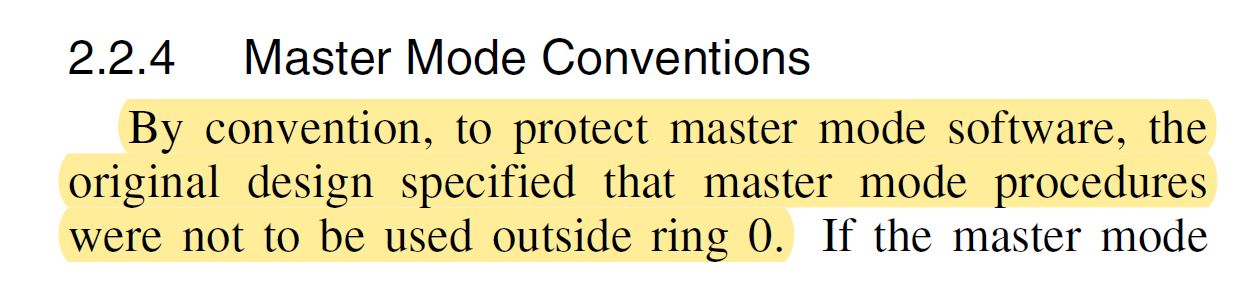 2.2.4 Master Mode Conventions
By convention, to protect master mode software, the
original design specified that master mode procedures
were not to be used outside ring 0. If the master mode